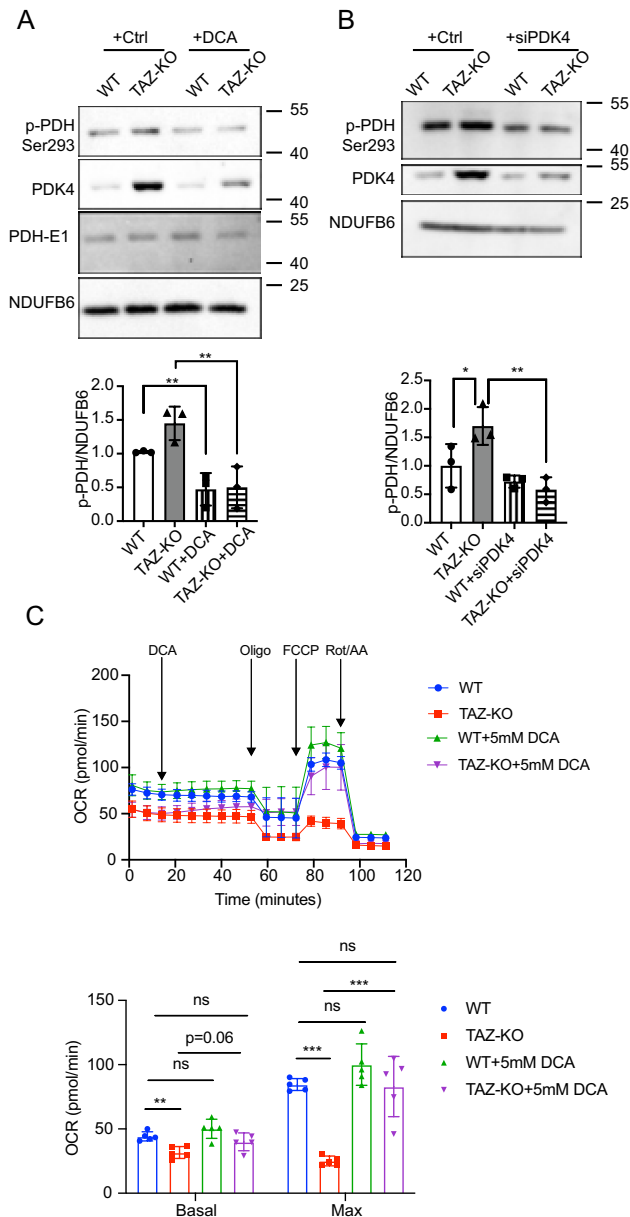 A
+Ctrl +DCA
WT TAZ-KO WT TAZ-KO
p-PDH
Ser293
55
40
PDK4
50
40
PDH-E1
55
40
NDUFB6
25
p-PDH/NDUFB6
2.0
1.5
1.0
0.5
0.0
**
**
WT
TAZ-KO
WT+DCA
TAZ-KO+DCA
B
+Ctrl +siPDK4
WT TAZ-KO WT TAZ-KO
p-PDH
Ser293
55
40
PDK4
55
40
NDUFB6
25
p-PDH/NDUFB6
2.5
2.0
1.5
1.0
0.5
0.0
*
**
WT
TAZ-KO
WT+siPDK4
TAZ-KO+siPDK4
C
DCA Oligo FCCP Rot/AA
OCR (pmol/min)
200
150
100
50
0
0 20 40 60 80 100 120
Time (minutes)
WT
TAZ-KO
WT+5mM DCA
TAZ-KO+5mM DCA
OCR (pmol/min)
150
100
50
0
ns
p=0.06
ns
**
ns
***
ns
***
Basal Max
WT
TAZ-KO
WT+5mM DCA
TAZ-KO+5mM DCA